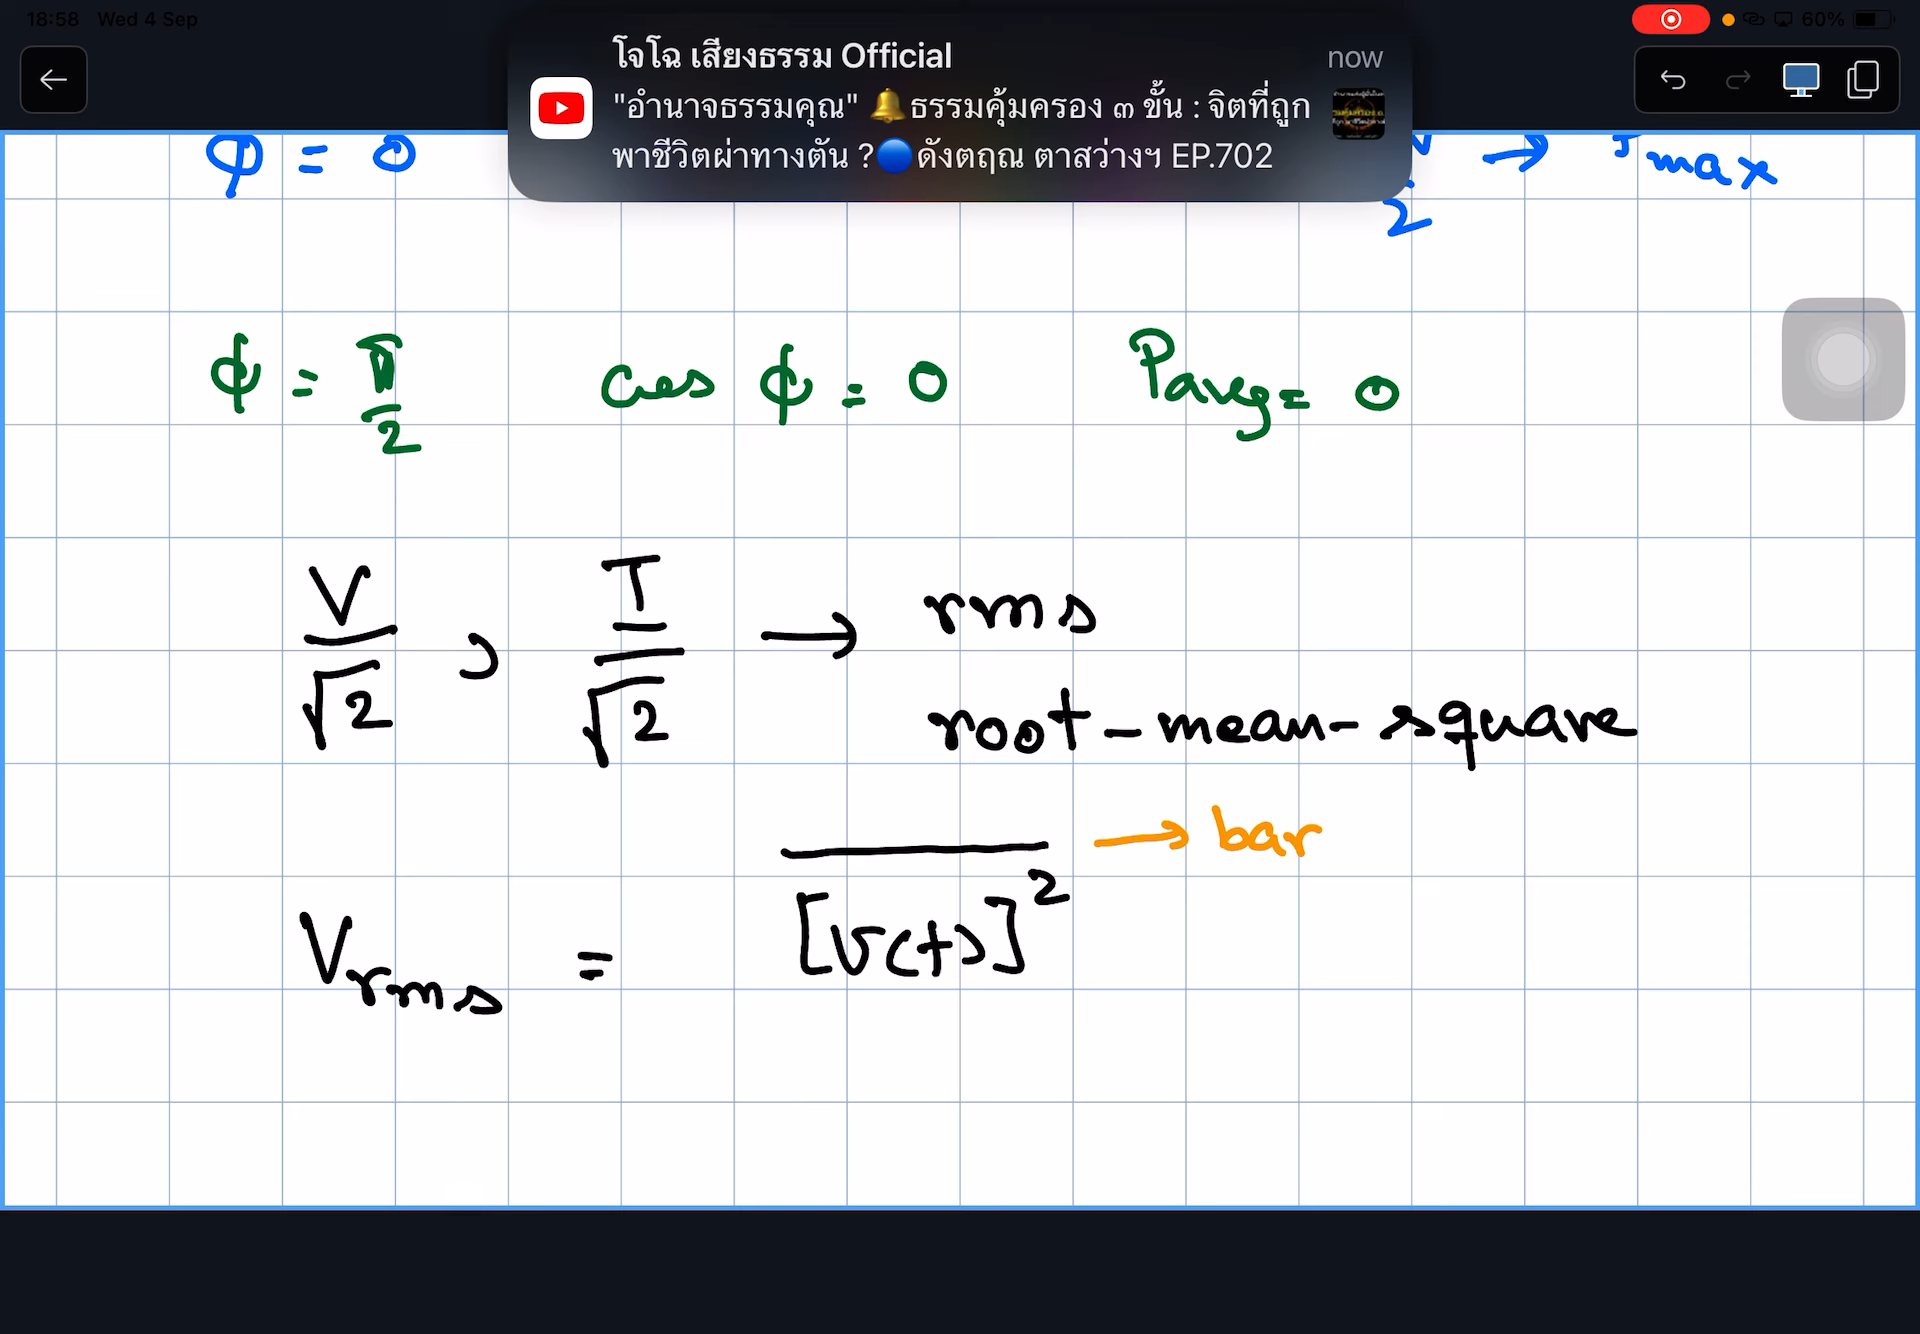 18:58 Wed 4 Sep
60%
โจโฉ เสียงธรรม Official
now
"อำนาจธรรมคุณ" 🔔ธรรมคุ้มครอง ๓ ขั้น : จิตที่ถูก
พาชีวิตผ่าทางตัน ?🔵ดังตฤณ ตาสว่างฯ EP.702
ϕ = 0
2 → max
ϕ = π/2 cos ϕ = 0 Pavg = 0
V/√2 , I/√2 → rms
root-mean-square
→ bar
Vrms = [v(t)]²